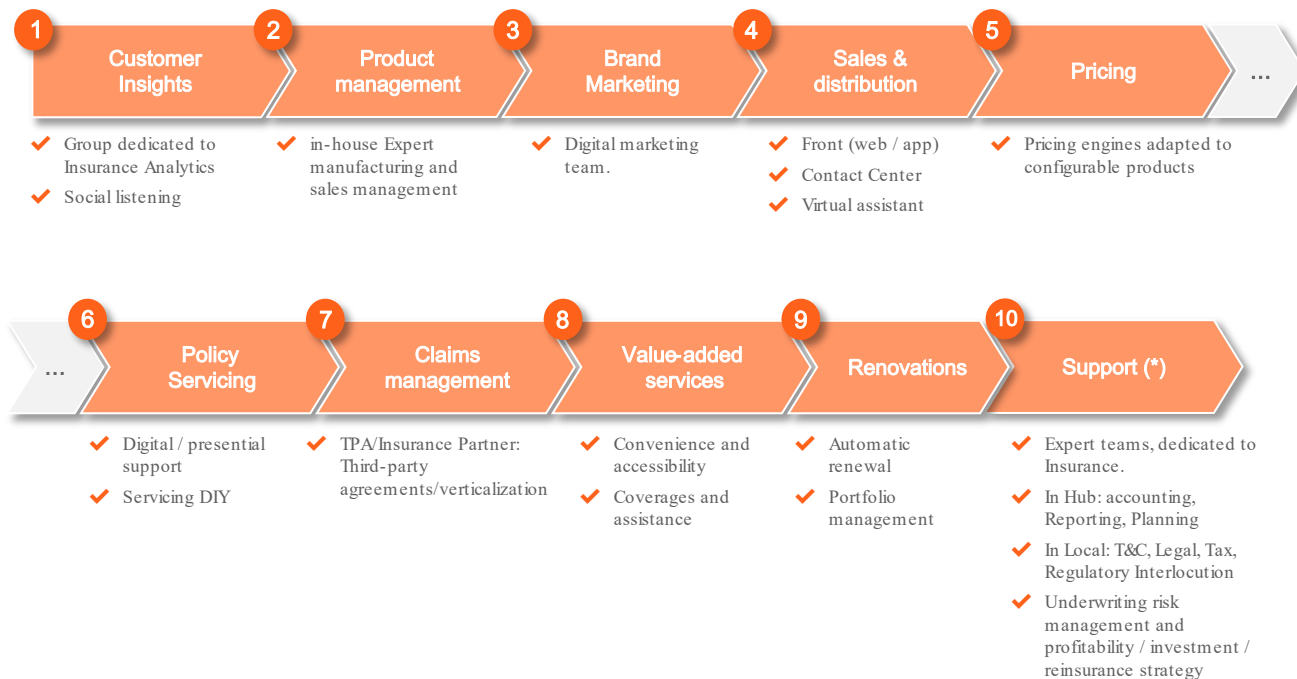 1
Customer
Insights
2
Product
management
3
Brand
Marketing
4
Sales &
distribution
5
Pricing
...
Group dedicated to
Insurance Analytics
Social listening
in-house Expert
manufacturing and
sales management
Digital marketing
team.
Front (web / app)
Contact Center
Virtual assistant
Pricing engines adapted to
configurable products
...
6
Policy
Servicing
7
Claims
management
8
Value-added
services
9
Renovations
10
Support (*)
Digital / presential
support
Servicing DIY
TPA/Insurance Partner:
Third-party
agreements/verticalization
Convenience and
accessibility
Coverages and
assistance
Automatic
renewal
Portfolio
management
Expert teams, dedicated to
Insurance.
In Hub: accounting,
Reporting, Planning
In Local: T&C, Legal, Tax,
Regulatory Interlocution
Underwriting risk
management and
profitability / investment /
reinsurance strategy